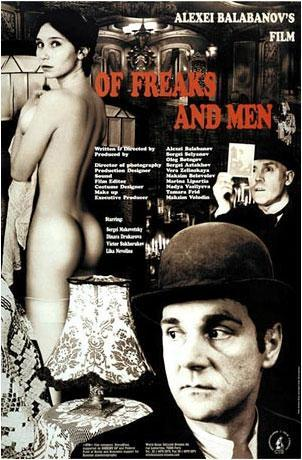 ALEXEI BALABANOV'S
FILM
OF FREAKS
AND MEN
Written & Directed by Alexei Balabanov
Produced by Sergei Selyanov
Oleg Botogov
Director of photography Sergei Astakhov
Production Designer Vera Zelinskaya
Sound Maksim Belovolov
Film Editor Marina Lipartia
Costume Designer Nadya Vasilyeva
Make up Tamara Frid
Executive Producer Maksim Volodin
Starring:
Sergei Makovetsky
Dinara Drukarova
Victor Sukhorukov
Lika Nevolina